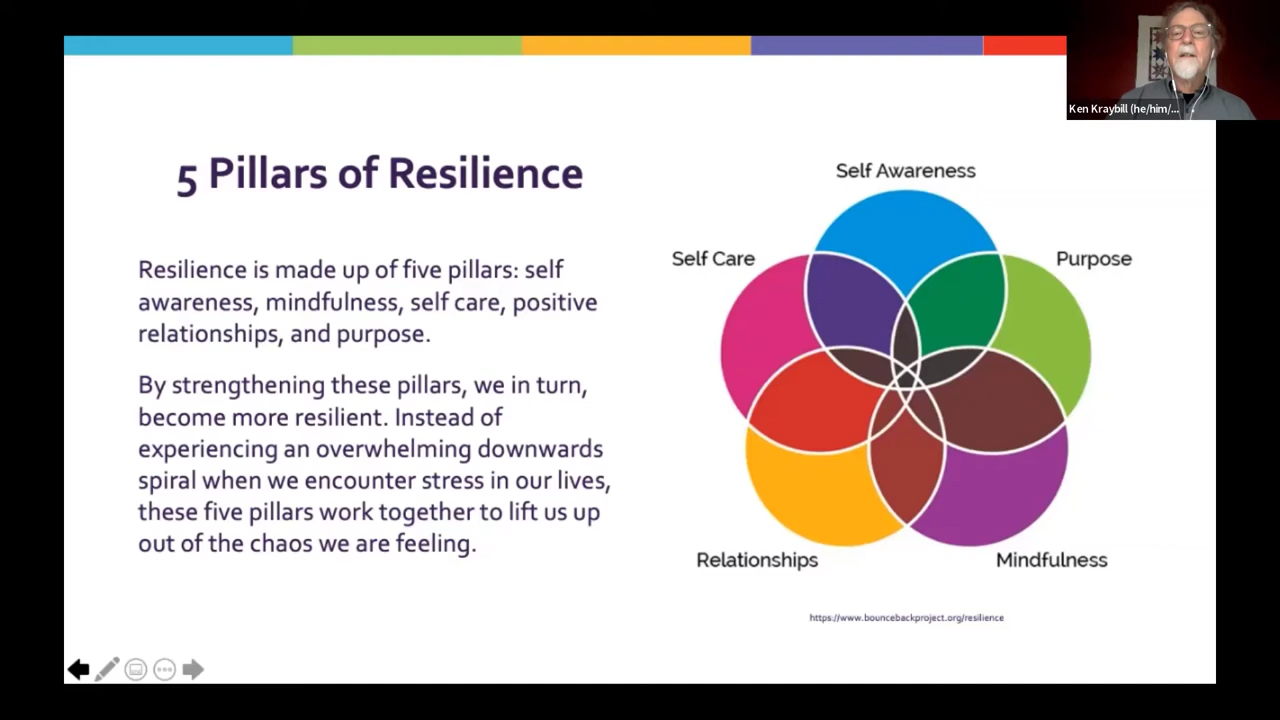 Ken Kraybill (he/him/...
5 Pillars of Resilience
Resilience is made up of five pillars: self
awareness, mindfulness, self care, positive
relationships, and purpose.
By strengthening these pillars, we in turn,
become more resilient. Instead of
experiencing an overwhelming downwards
spiral when we encounter stress in our lives,
these five pillars work together to lift us up
out of the chaos we are feeling.
Self Awareness
Self Care
Purpose
Relationships
Mindfulness
https://www.bouncebackproject.org/resilience